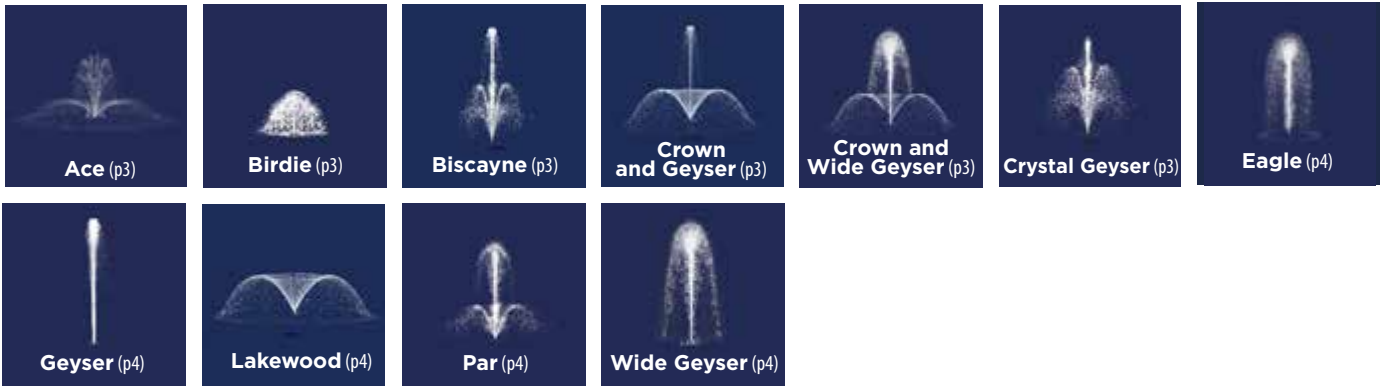 Ace (p3)
Birdie (p3)
Biscayne (p3)
Crown
and Geyser (p3)
Crown and
Wide Geyser (p3)
Crystal Geyser (p3)
Eagle (p4)
Geyser (p4)
Lakewood (p4)
Par (p4)
Wide Geyser (p4)